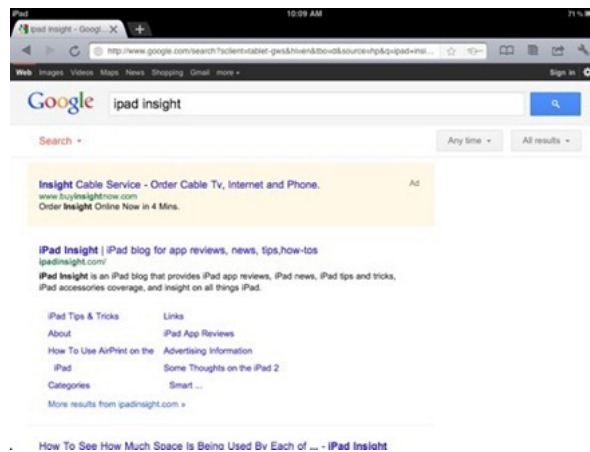 iPad 10:09 AM 71%
ipad insight - Googl...
http://www.google.com/search?sclient=tablet-gws&hl=en&tbo=d&source=hp&q=ipad+insi...
Web Images Videos Maps News Shopping Gmail more Sign in
Google ipad insight
Search Any time All results
Insight Cable Service - Order Cable Tv, Internet and Phone. Ad
www.buyinsightnow.com
Order Insight Online Now in 4 Mins.
iPad Insight | iPad blog for app reviews, news, tips,how-tos
ipadinsight.com/
iPad Insight is an iPad blog that provides iPad app reviews, iPad news, iPad tips and tricks,
iPad accessories coverage, and insight on all things iPad.
iPad Tips & Tricks Links
About iPad App Reviews
How To Use AirPrint on the Advertising Information
iPad Some Thoughts on the iPad 2
Categories Smart ...
More results from ipadinsight.com »
How To See How Much Space Is Being Used By Each of ... - iPad Insight